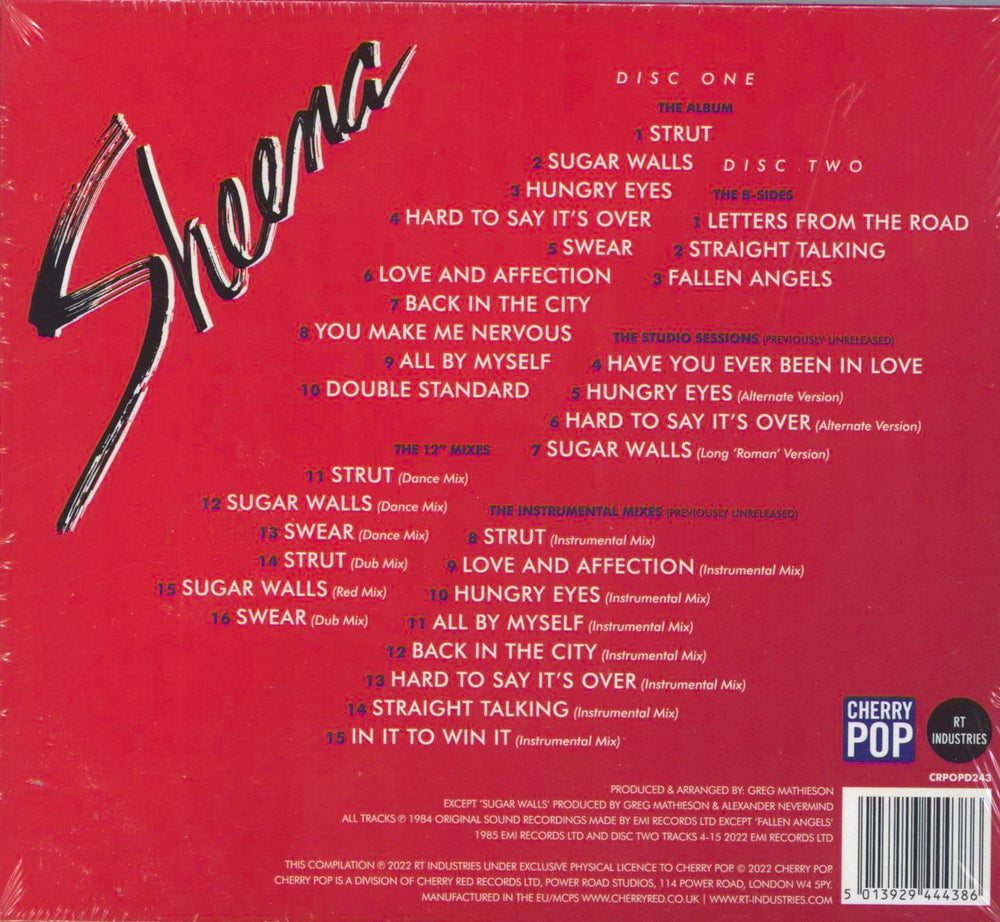 Sheena
DISC ONE
THE ALBUM
1 STRUT
2 SUGAR WALLS
3 HUNGRY EYES
4 HARD TO SAY IT'S OVER
5 SWEAR
6 LOVE AND AFFECTION
7 BACK IN THE CITY
8 YOU MAKE ME NERVOUS
9 ALL BY MYSELF
10 DOUBLE STANDARD
THE 12" MIXES
11 STRUT (Dance Mix)
12 SUGAR WALLS (Dance Mix)
13 SWEAR (Dance Mix)
14 STRUT (Dub Mix)
15 SUGAR WALLS (Red Mix)
16 SWEAR (Dub Mix)
DISC TWO
THE B-SIDES
1 LETTERS FROM THE ROAD
2 STRAIGHT TALKING
3 FALLEN ANGELS
THE STUDIO SESSIONS (PREVIOUSLY UNRELEASED)
4 HAVE YOU EVER BEEN IN LOVE
5 HUNGRY EYES (Alternate Version)
6 HARD TO SAY IT'S OVER (Alternate Version)
7 SUGAR WALLS (Long 'Roman' Version)
THE INSTRUMENTAL MIXES (PREVIOUSLY UNRELEASED)
8 STRUT (Instrumental Mix)
9 LOVE AND AFFECTION (Instrumental Mix)
10 HUNGRY EYES (Instrumental Mix)
11 ALL BY MYSELF (Instrumental Mix)
12 BACK IN THE CITY (Instrumental Mix)
13 HARD TO SAY IT'S OVER (Instrumental Mix)
14 STRAIGHT TALKING (Instrumental Mix)
15 IN IT TO WIN IT (Instrumental Mix)
CHERRY
POP
RT
INDUSTRIES
CRPOPD243
PRODUCED & ARRANGED BY: GREG MATHIESON
EXCEPT 'SUGAR WALLS' PRODUCED BY GREG MATHIESON & ALEXANDER NEVERMIND
ALL TRACKS ℗ 1984 ORIGINAL SOUND RECORDINGS MADE BY EMI RECORDS LTD EXCEPT 'FALLEN ANGELS'
1985 EMI RECORDS LTD AND DISC TWO TRACKS 4-15 2022 EMI RECORDS LTD
THIS COMPILATION ℗ 2022 RT INDUSTRIES UNDER EXCLUSIVE PHYSICAL LICENCE TO CHERRY POP. © 2022 CHERRY POP.
CHERRY POP IS A DIVISION OF CHERRY RED RECORDS LTD, POWER ROAD STUDIOS, 114 POWER ROAD, LONDON W4 5PY.
MANUFACTURED IN THE EU/MCPS WWW.CHERRYRED.CO.UK | WWW.RT-INDUSTRIES.COM
5 013929 444386